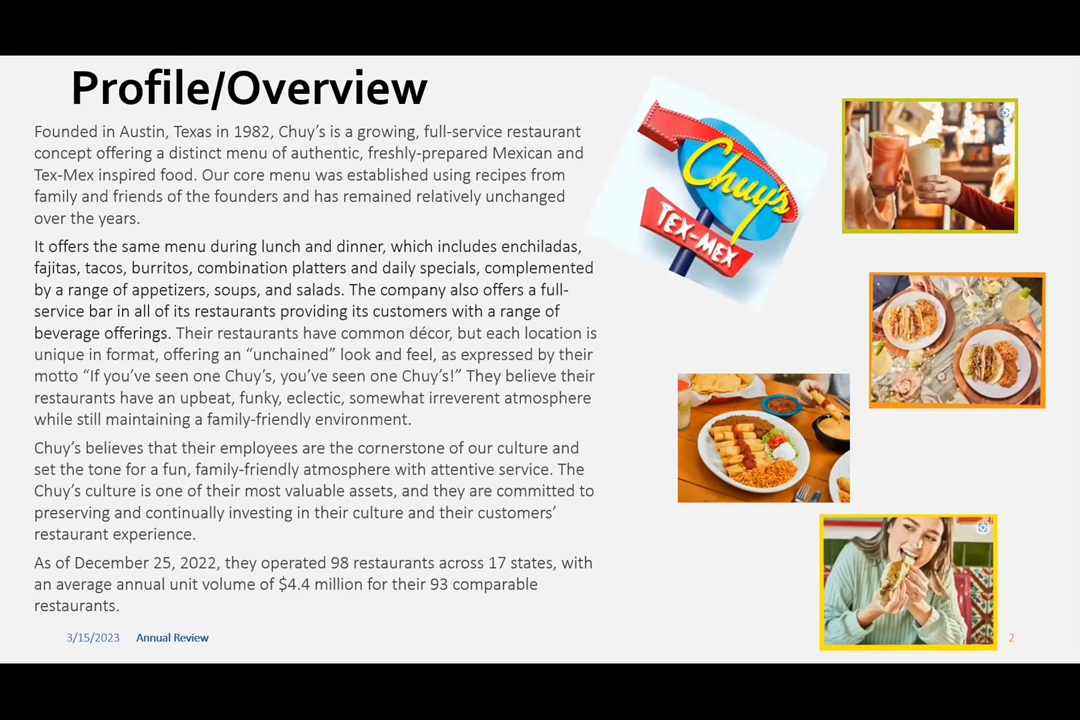 Profile/Overview
Founded in Austin, Texas in 1982, Chuy’s is a growing, full-service restaurant
concept offering a distinct menu of authentic, freshly-prepared Mexican and
Tex-Mex inspired food. Our core menu was established using recipes from
family and friends of the founders and has remained relatively unchanged
over the years.
It offers the same menu during lunch and dinner, which includes enchiladas,
fajitas, tacos, burritos, combination platters and daily specials, complemented
by a range of appetizers, soups, and salads. The company also offers a full-
service bar in all of its restaurants providing its customers with a range of
beverage offerings. Their restaurants have common décor, but each location is
unique in format, offering an “unchained” look and feel, as expressed by their
motto “If you’ve seen one Chuy’s, you’ve seen one Chuy’s!” They believe their
restaurants have an upbeat, funky, eclectic, somewhat irreverent atmosphere
while still maintaining a family-friendly environment.
Chuy’s believes that their employees are the cornerstone of our culture and
set the tone for a fun, family-friendly atmosphere with attentive service. The
Chuy’s culture is one of their most valuable assets, and they are committed to
preserving and continually investing in their culture and their customers’
restaurant experience.
As of December 25, 2022, they operated 98 restaurants across 17 states, with
an average annual unit volume of $4.4 million for their 93 comparable
restaurants.
Chuy's
TEX-MEX
3/15/2023 Annual Review
2